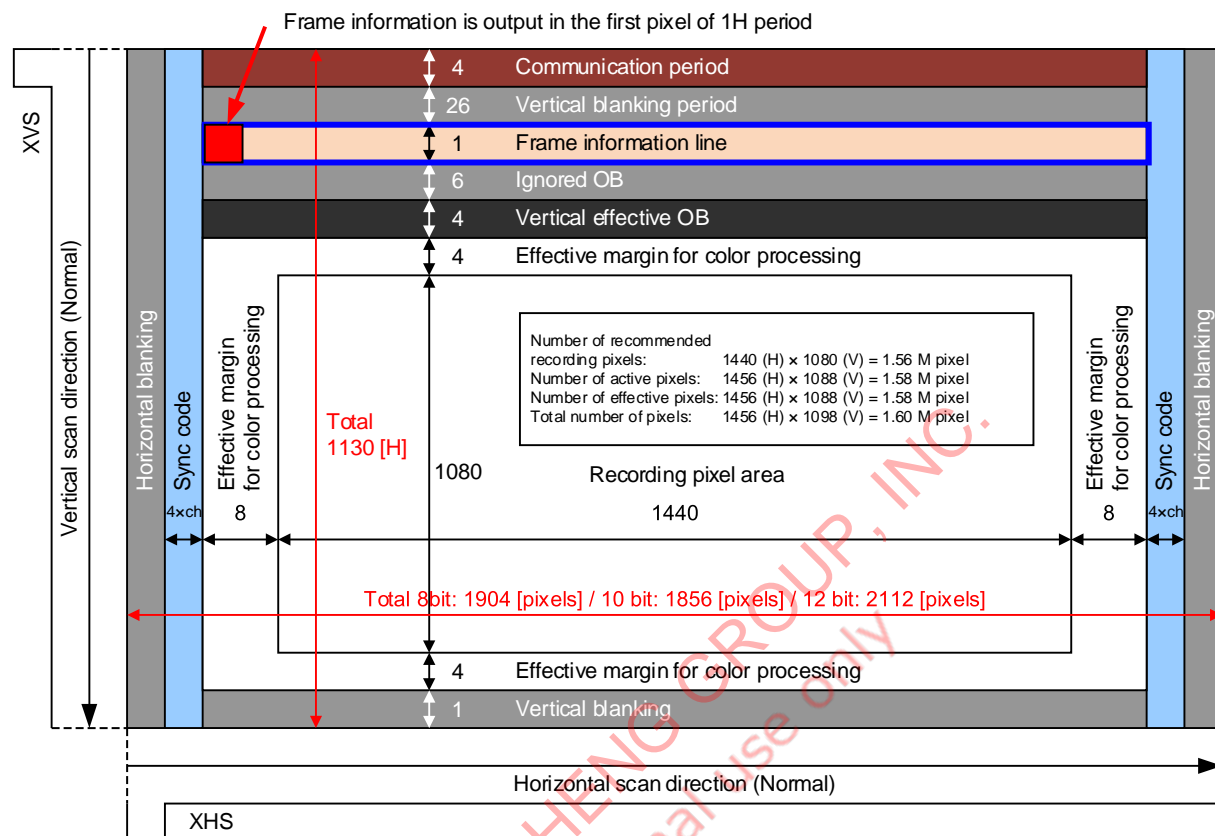 Frame information is output in the first pixel of 1H period
XVS
Vertical scan direction (Normal)
Horizontal blanking
Sync code
4×ch
4 Communication period
26 Vertical blanking period
1 Frame information line
6 Ignored OB
4 Vertical effective OB
4 Effective margin for color processing
Effective margin
for color processing
8
Total
1130 [H]
1080
Number of recommended
recording pixels: 1440 (H) × 1080 (V) = 1.56 M pixel
Number of active pixels: 1456 (H) × 1088 (V) = 1.58 M pixel
Number of effective pixels: 1456 (H) × 1088 (V) = 1.58 M pixel
Total number of pixels: 1456 (H) × 1098 (V) = 1.60 M pixel
Recording pixel area
1440
Effective margin
for color processing
8
Sync code
4×ch
Horizontal blanking
Total 8bit: 1904 [pixels] / 10 bit: 1856 [pixels] / 12 bit: 2112 [pixels]
4 Effective margin for color processing
1 Vertical blanking
Horizontal scan direction (Normal)
XHS
HENG GROUP, INC.
nal use only